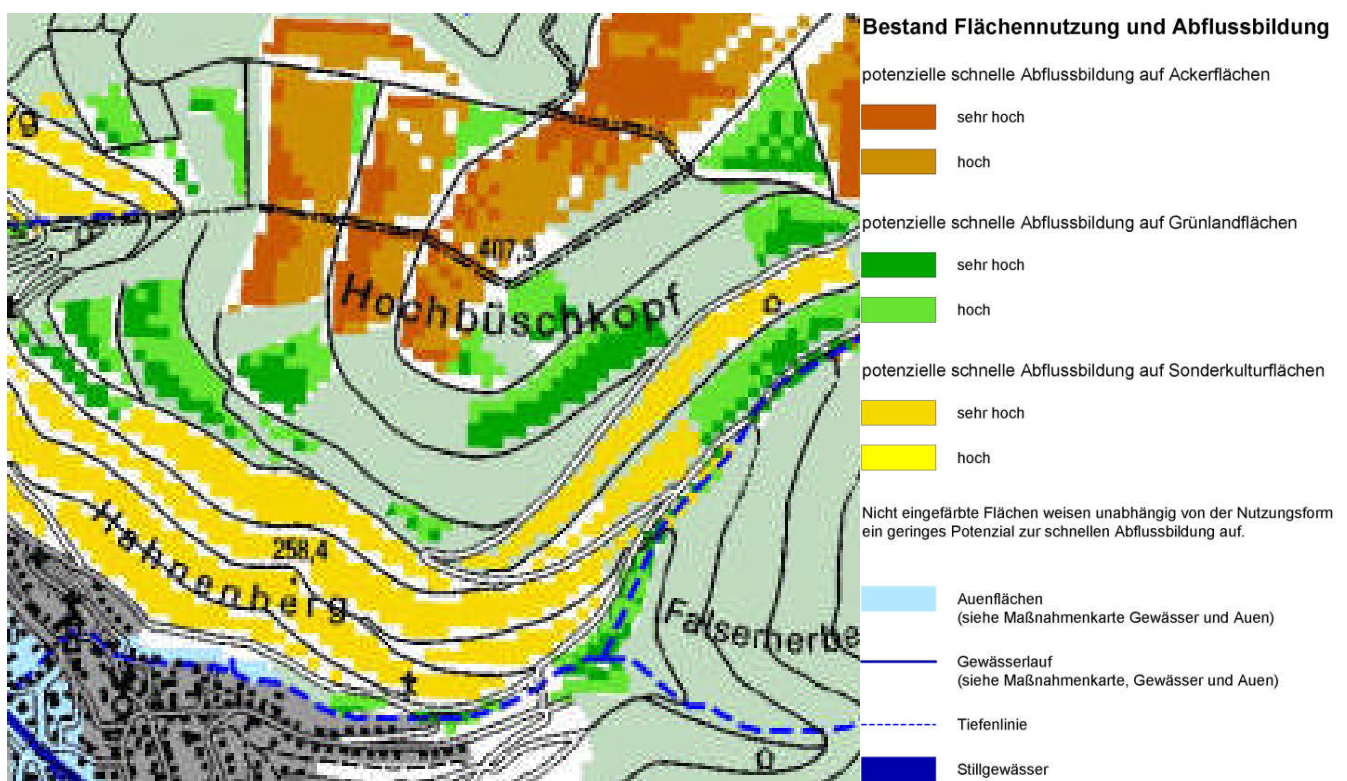 Bestand Flächennutzung und Abflussbildung
potenzielle schnelle Abflussbildung auf Ackerflächen
sehr hoch
hoch
potenzielle schnelle Abflussbildung auf Grünlandflächen
sehr hoch
hoch
potenzielle schnelle Abflussbildung auf Sonderkulturflächen
sehr hoch
hoch
Nicht eingefärbte Flächen weisen unabhängig von der Nutzungsform
ein geringes Potenzial zur schnellen Abflussbildung auf.
Auenflächen
(siehe Maßnahmenkarte Gewässer und Auen)
Gewässerlauf
(siehe Maßnahmenkarte, Gewässer und Auen)
Tiefenlinie
Stillgewässer
407,5
Hochbüschkopf
258,4
Hahnenberg